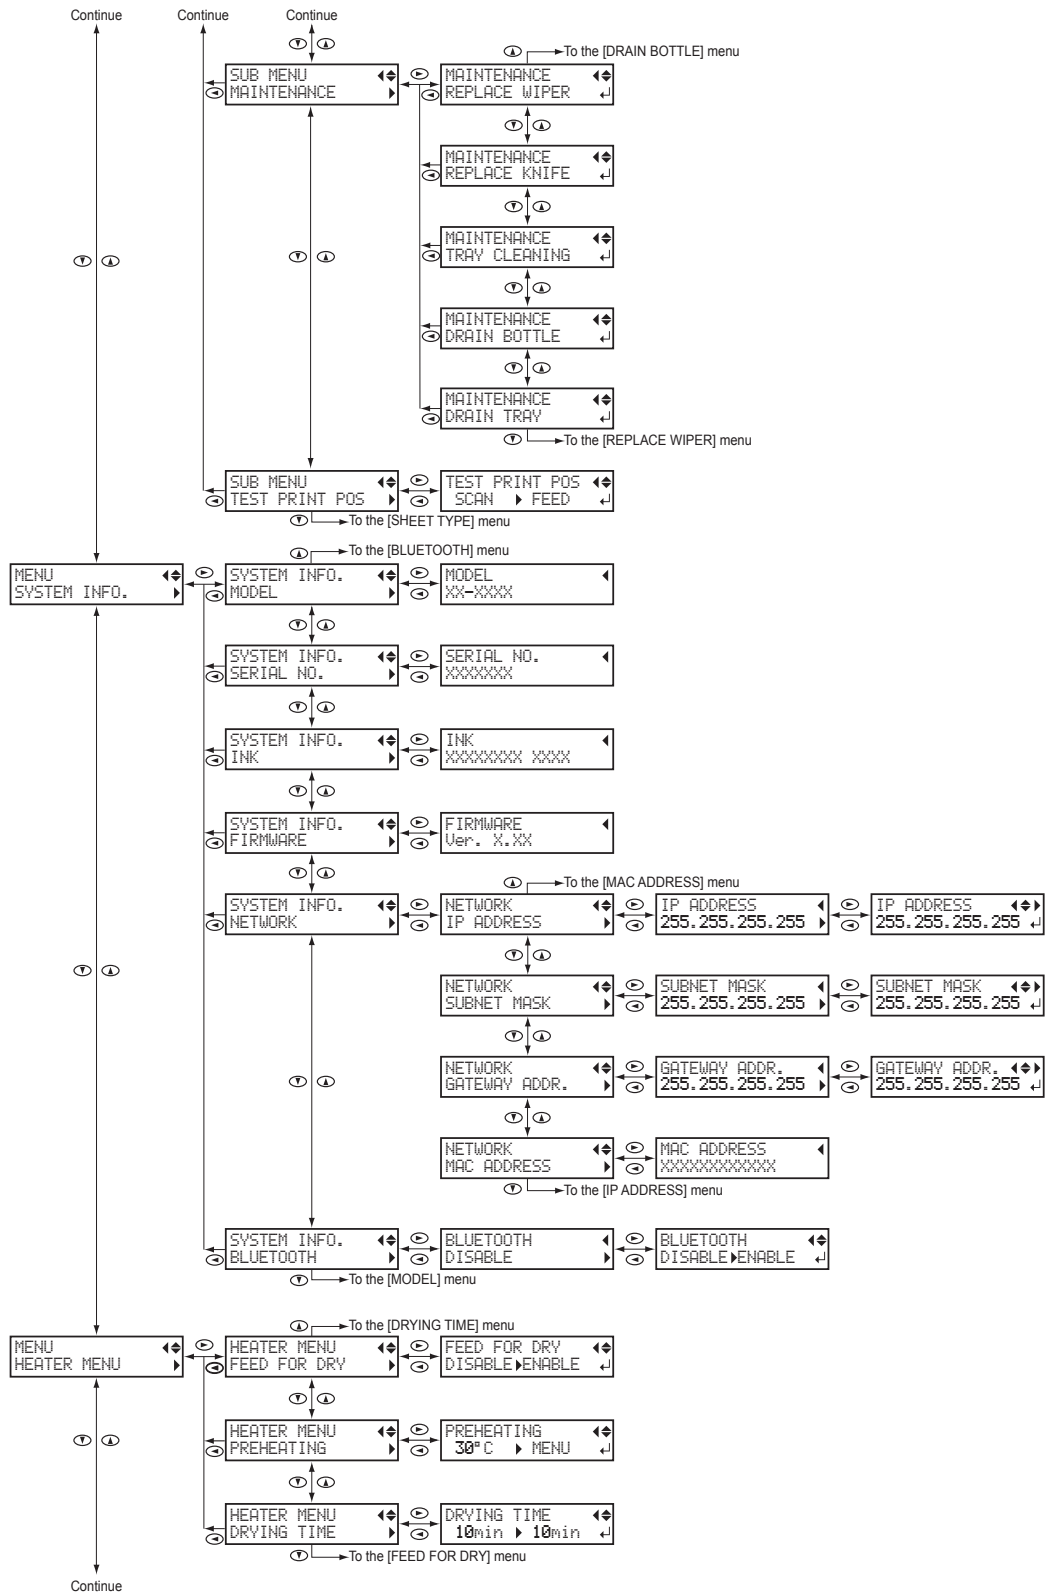 Continue Continue Continue
To the [DRAIN BOTTLE] menu
SUB MENU
MAINTENANCE
MAINTENANCE
REPLACE WIPER
MAINTENANCE
REPLACE KNIFE
MAINTENANCE
TRAY CLEANING
MAINTENANCE
DRAIN BOTTLE
MAINTENANCE
DRAIN TRAY
To the [REPLACE WIPER] menu
SUB MENU
TEST PRINT POS
TEST PRINT POS
SCAN FEED
To the [SHEET TYPE] menu
To the [BLUETOOTH] menu
MENU
SYSTEM INFO.
SYSTEM INFO.
MODEL
MODEL
XX-XXXX
SYSTEM INFO.
SERIAL NO.
SERIAL NO.
XXXXXXX
SYSTEM INFO.
INK
INK
XXXXXXXX XXXX
SYSTEM INFO.
FIRMWARE
FIRMWARE
Ver. X.XX
To the [MAC ADDRESS] menu
SYSTEM INFO.
NETWORK
NETWORK
IP ADDRESS
IP ADDRESS
255.255.255.255
IP ADDRESS
255.255.255.255
NETWORK
SUBNET MASK
SUBNET MASK
255.255.255.255
SUBNET MASK
255.255.255.255
NETWORK
GATEWAY ADDR.
GATEWAY ADDR.
255.255.255.255
GATEWAY ADDR.
255.255.255.255
NETWORK
MAC ADDRESS
MAC ADDRESS
XXXXXXXXXXXX
To the [IP ADDRESS] menu
SYSTEM INFO.
BLUETOOTH
BLUETOOTH
DISABLE
BLUETOOTH
DISABLE ENABLE
To the [MODEL] menu
To the [DRYING TIME] menu
MENU
HEATER MENU
HEATER MENU
FEED FOR DRY
FEED FOR DRY
DISABLE ENABLE
HEATER MENU
PREHEATING
PREHEATING
30°C MENU
HEATER MENU
DRYING TIME
DRYING TIME
10min 10min
To the [FEED FOR DRY] menu
Continue